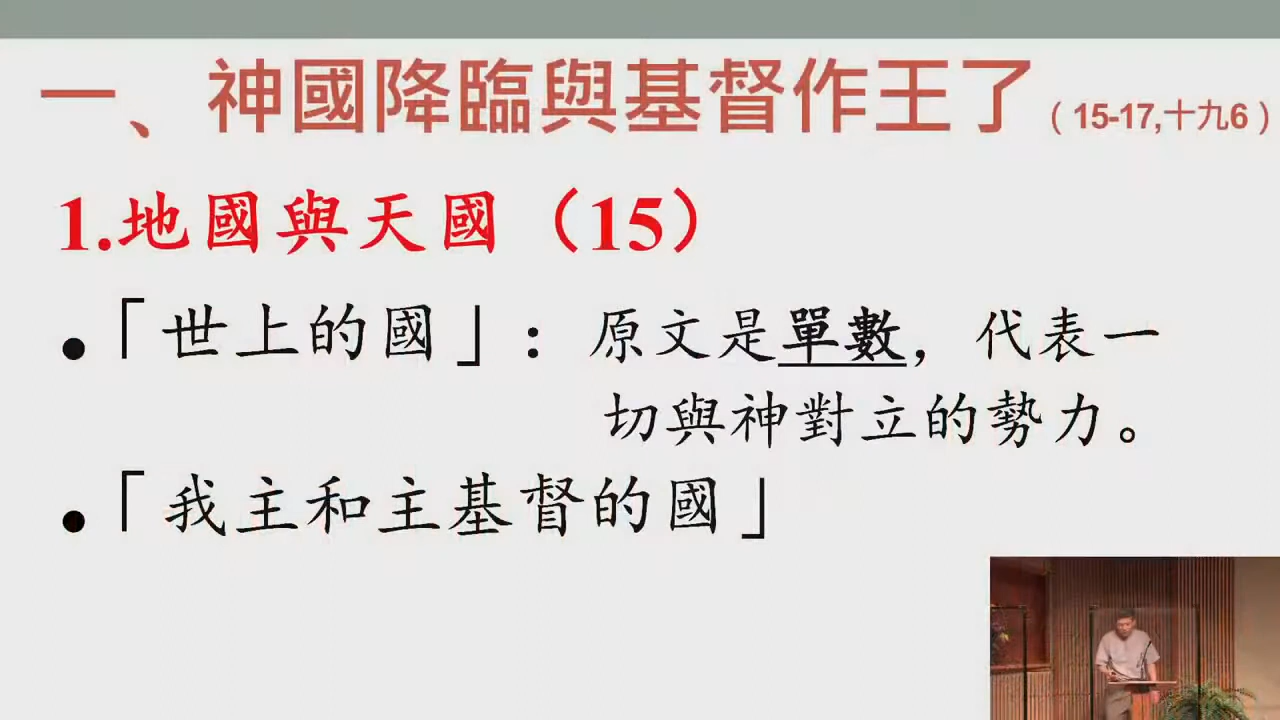 一、神國降臨與基督作王了（15-17,十九6）
1.地國與天國（15）
•「世上的國」：原文是單數，代表一
切與神對立的勢力。
•「我主和主基督的國」